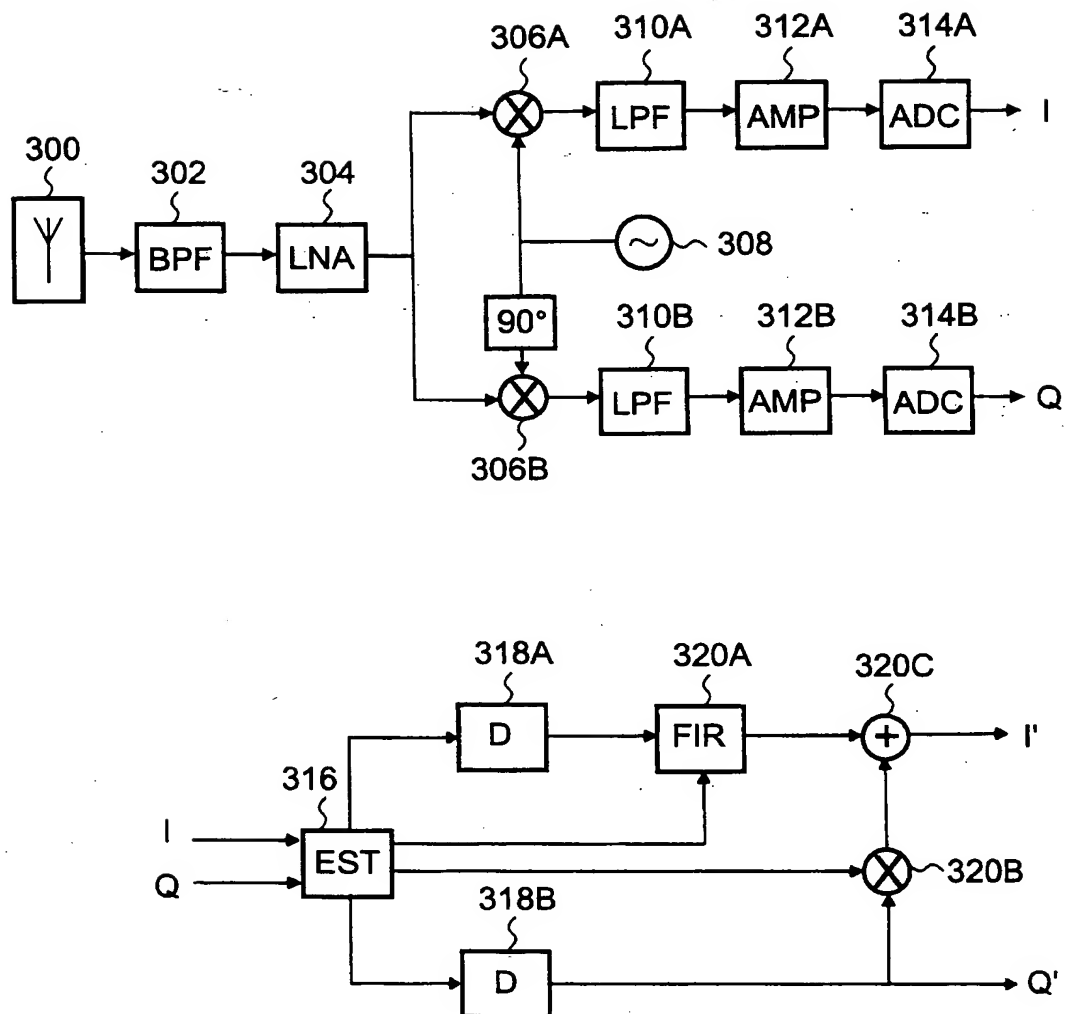 306A
310A
312A
314A
LPF
AMP
ADC
I
300
302
304
BPF
LNA
~
308
90°
310B
312B
314B
LPF
AMP
ADC
Q
306B
318A
320A
320C
D
FIR
+
I'
316
I
EST
Q
320B
318B
D
Q'